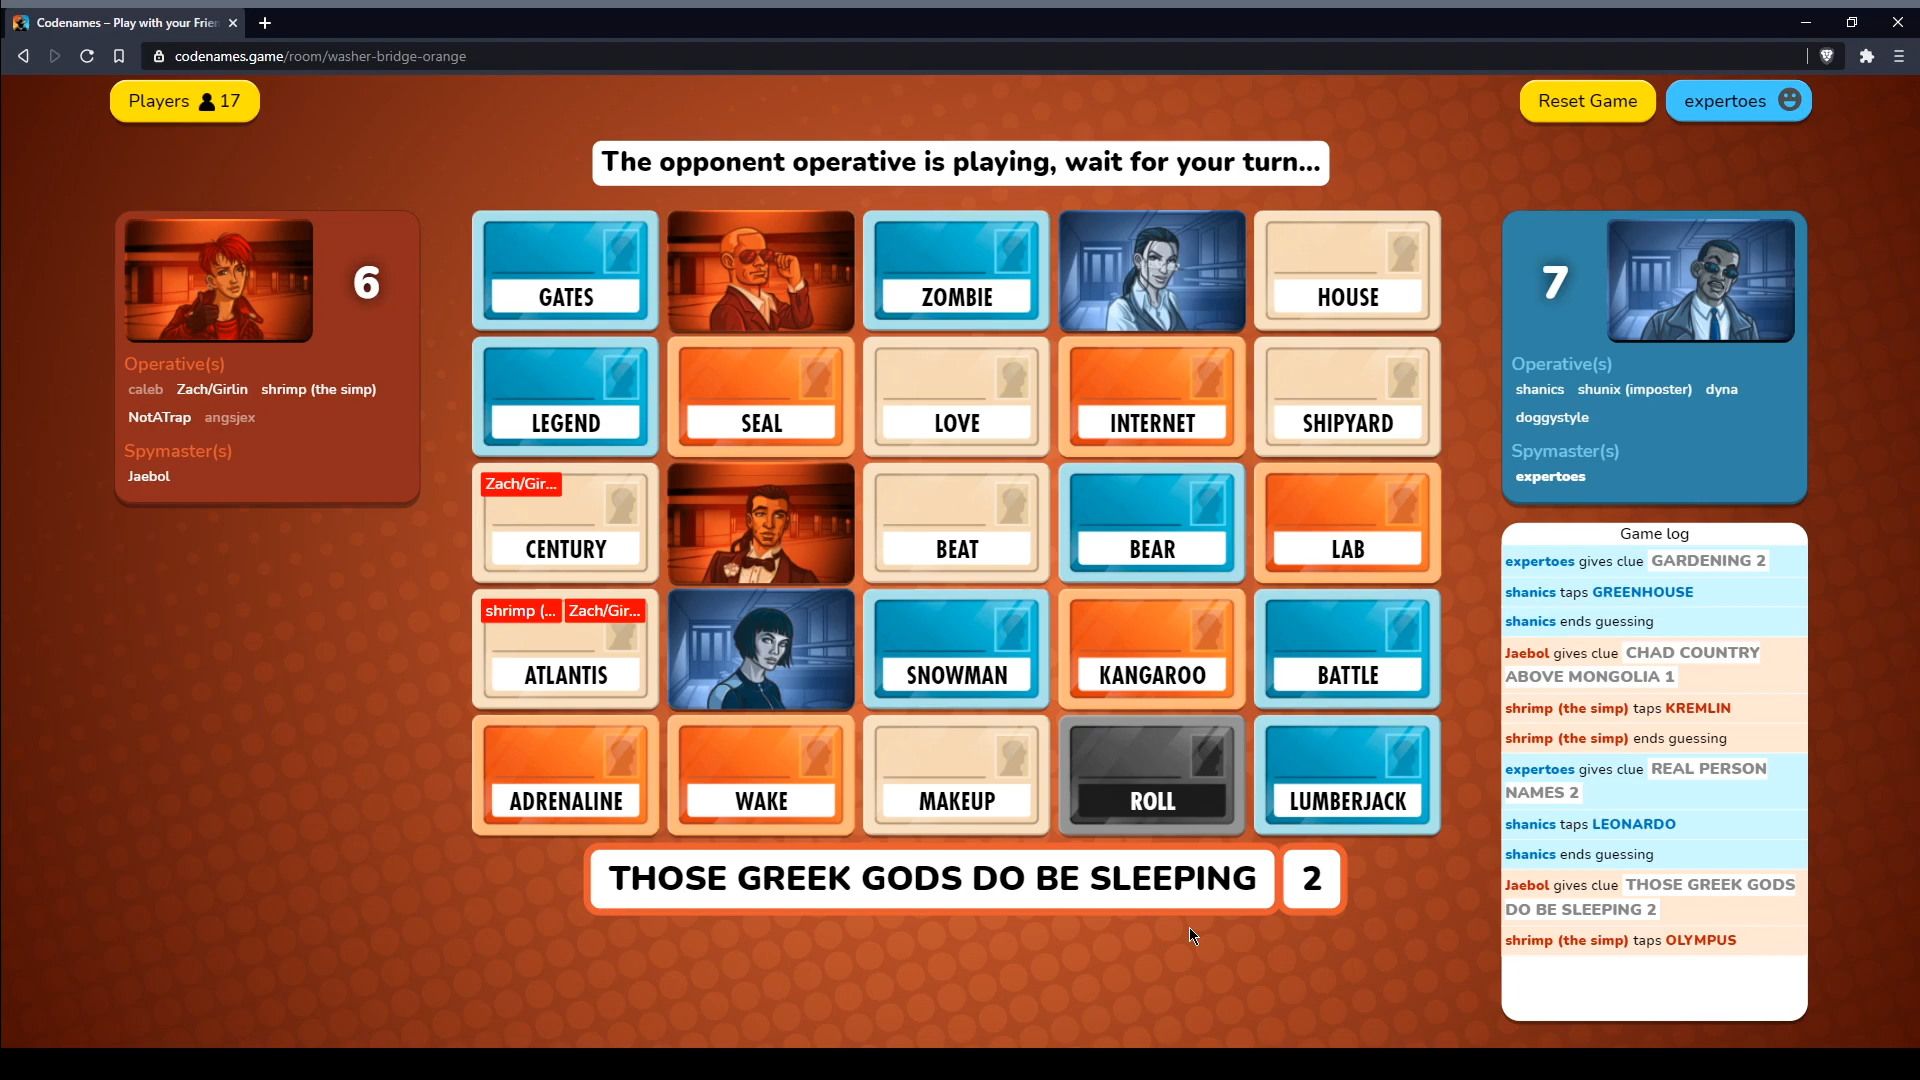 Codenames – Play with your Frien
codenames.game/room/washer-bridge-orange
Players 17
Reset Game
expertoes
The opponent operative is playing, wait for your turn...
6
Operative(s)
caleb Zach/Girlin shrimp (the simp)
NotATrap angsjex
Spymaster(s)
Jaebol
GATES
ZOMBIE
HOUSE
LEGEND
SEAL
LOVE
INTERNET
SHIPYARD
Zach/Gir...
CENTURY
BEAT
BEAR
LAB
shrimp (... Zach/Gir...
ATLANTIS
SNOWMAN
KANGAROO
BATTLE
ADRENALINE
WAKE
MAKEUP
ROLL
LUMBERJACK
THOSE GREEK GODS DO BE SLEEPING 2
7
Operative(s)
shanics shunix (imposter) dyna
doggystyle
Spymaster(s)
expertoes
Game log
expertoes gives clue GARDENING 2
shanics taps GREENHOUSE
shanics ends guessing
Jaebol gives clue CHAD COUNTRY
ABOVE MONGOLIA 1
shrimp (the simp) taps KREMLIN
shrimp (the simp) ends guessing
expertoes gives clue REAL PERSON
NAMES 2
shanics taps LEONARDO
shanics ends guessing
Jaebol gives clue THOSE GREEK GODS
DO BE SLEEPING 2
shrimp (the simp) taps OLYMPUS